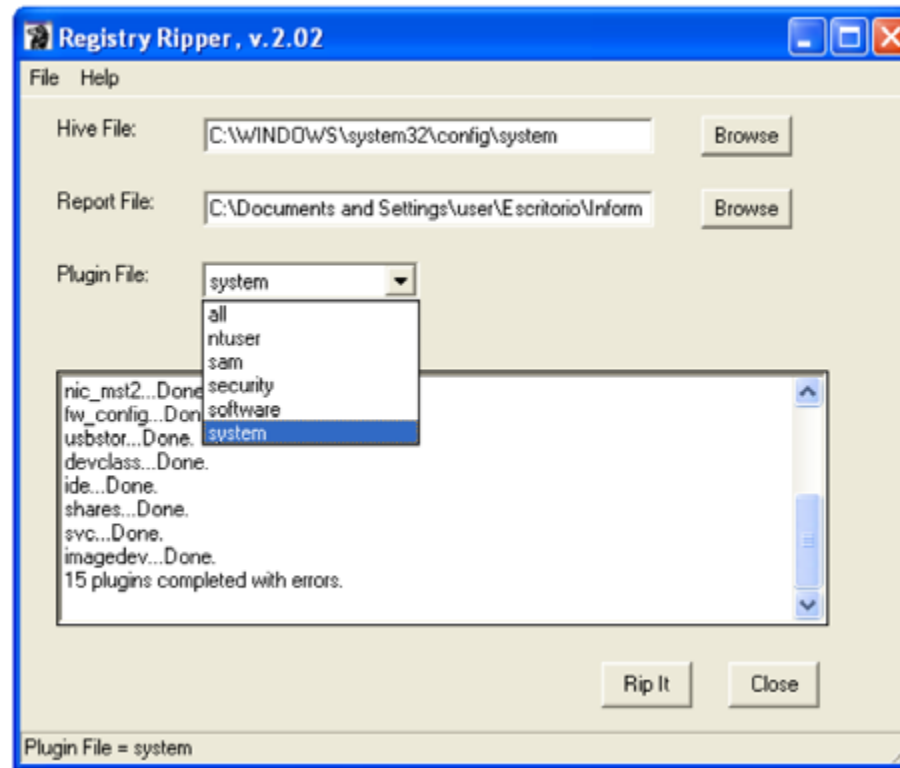 Registry Ripper, v.2.02
File Help
Hive File: C:\WINDOWS\system32\config\system Browse
Report File: C:\Documents and Settings\user\Escritorio\Inform Browse
Plugin File: system
all
ntuser
sam
security
software
system
nic_mst2...Done
fw_config...Don
usbstor...Done.
devclass...Done.
ide...Done.
shares...Done.
svc...Done.
imagedev...Done.
15 plugins completed with errors.
Rip It Close
Plugin File = system